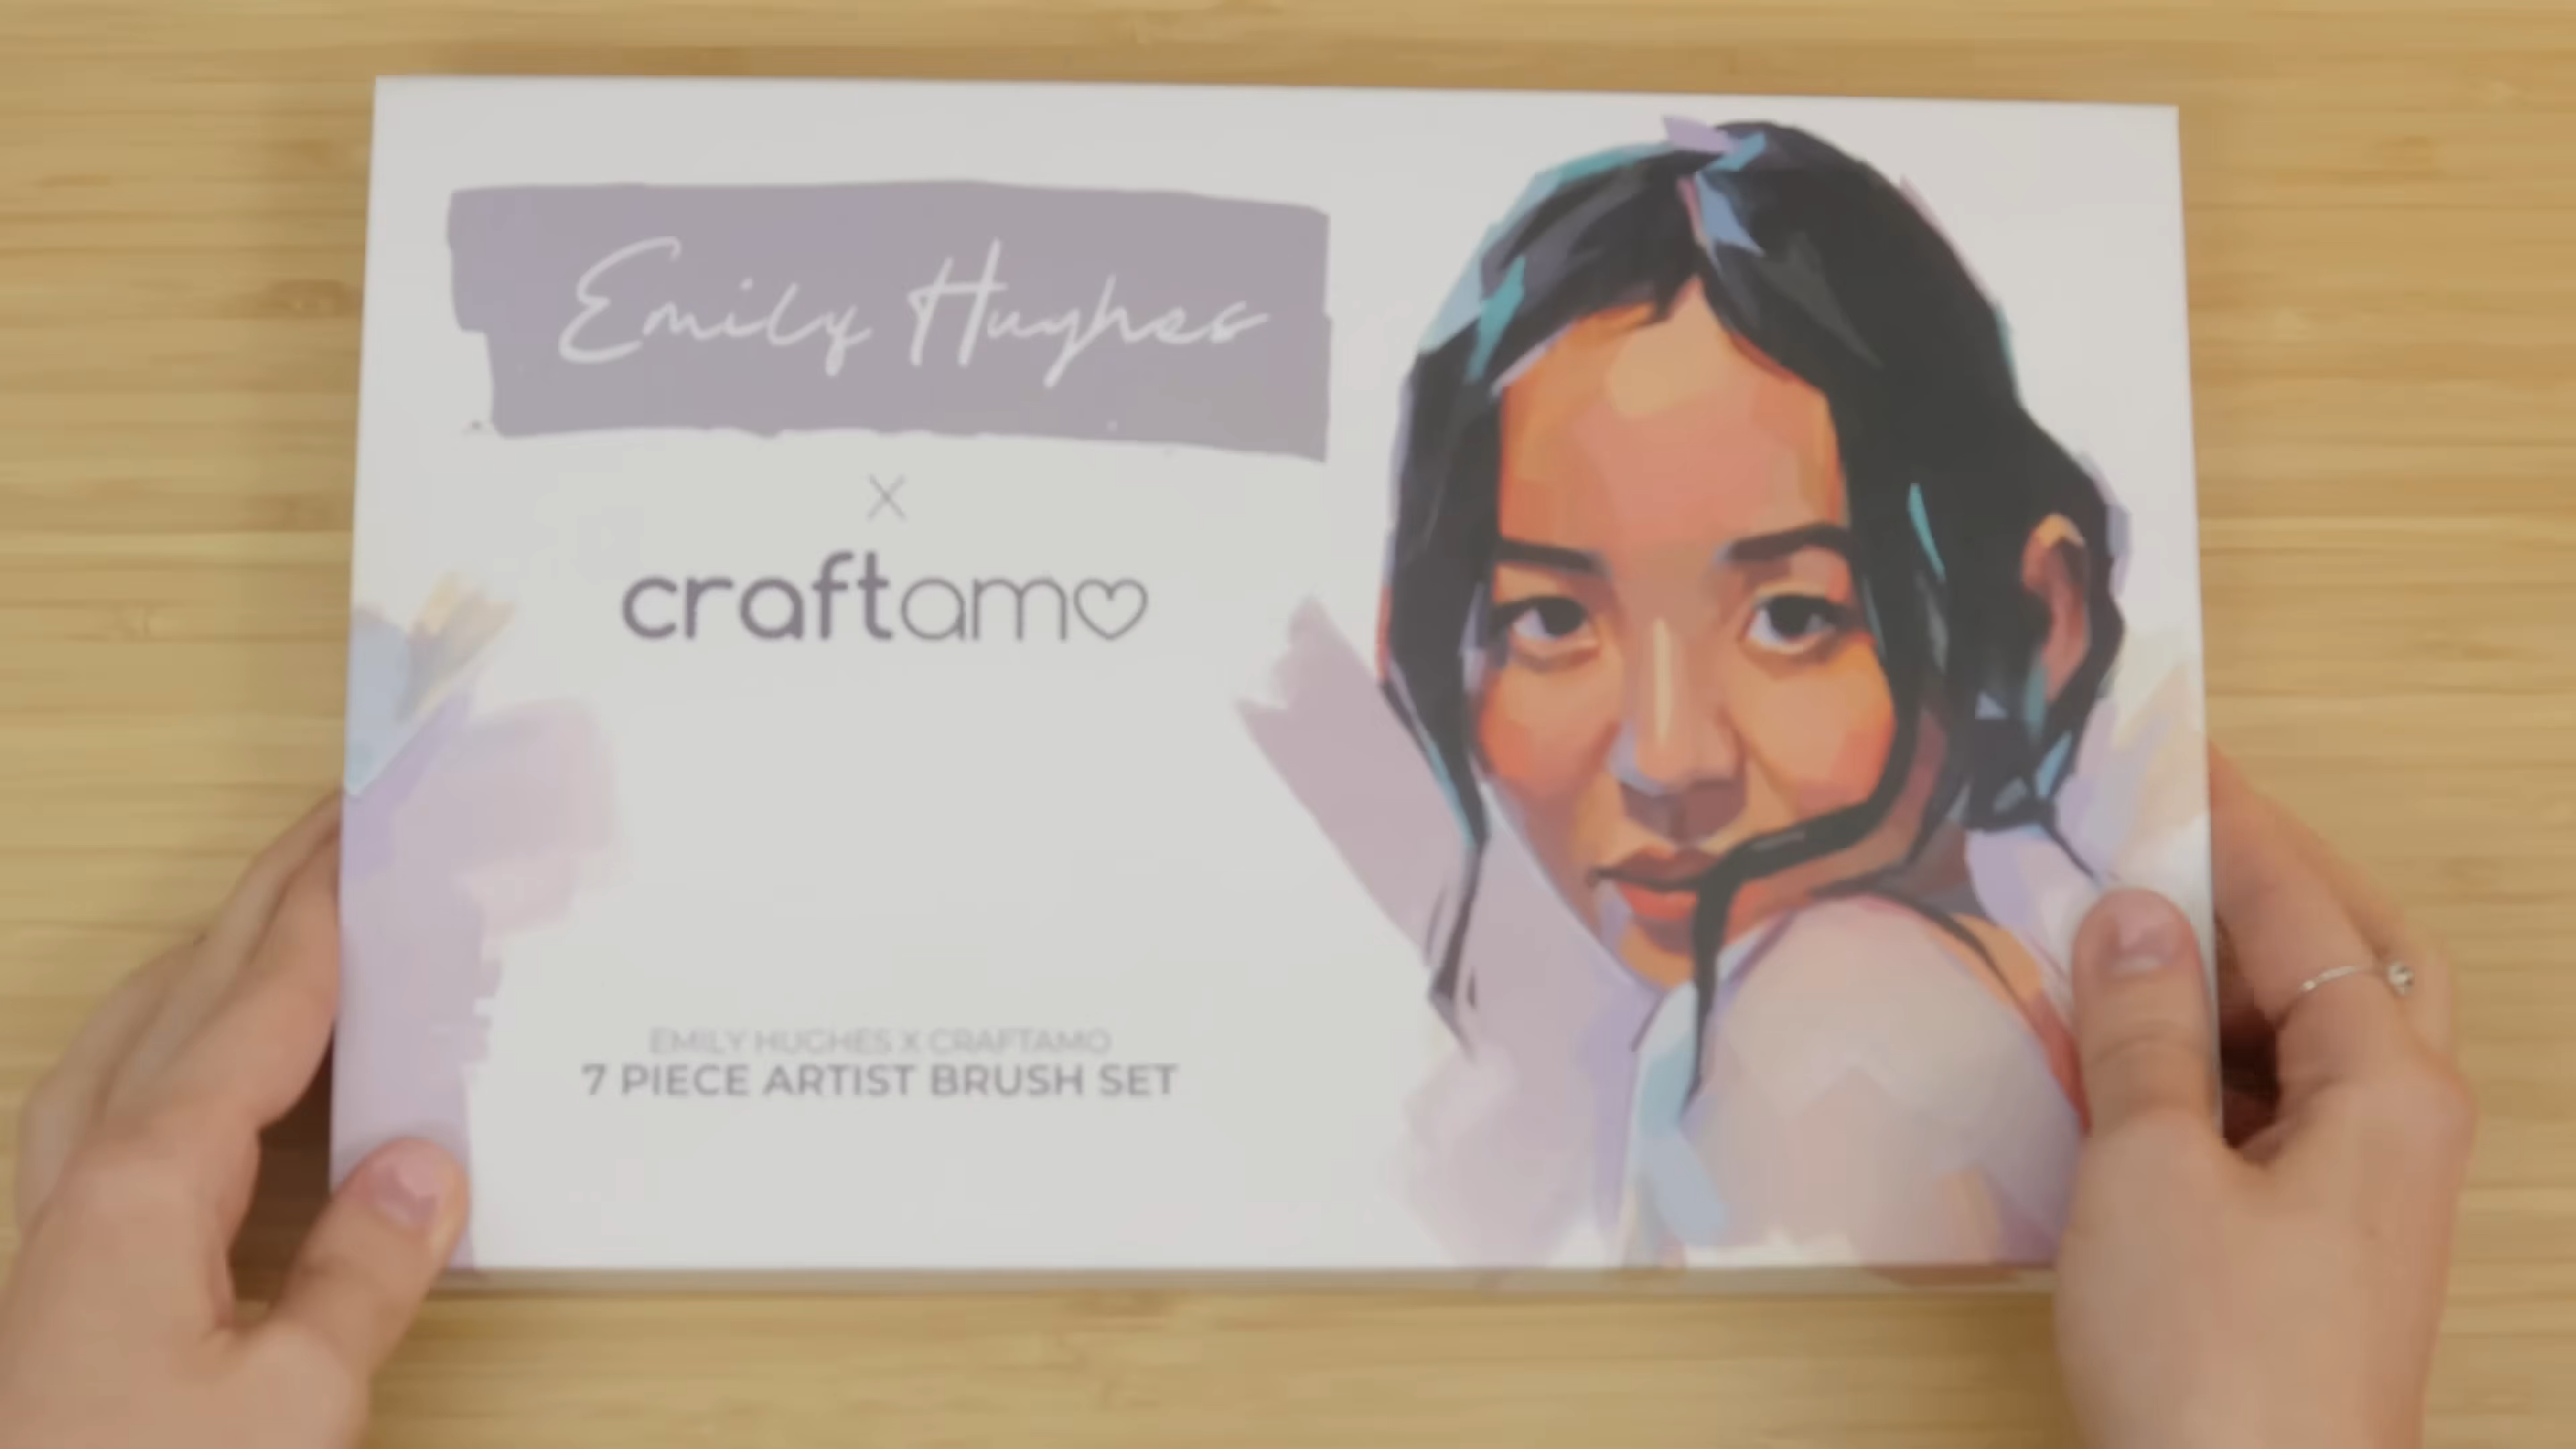 Emily Hughes
X
craftamo
EMILY HUGHES X CRAFTAMO
7 PIECE ARTIST BRUSH SET